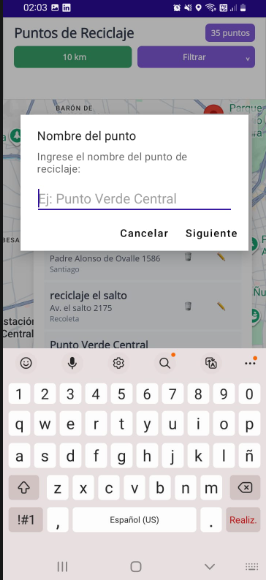 02:03
Puntos de Reciclaje
35 puntos
10 km
Filtrar
BARÓN DE
Parque
Nombre del punto
Ingrese el nombre del punto de
reciclaje:
Ej: Punto Verde Central
Cancelar
Siguiente
Padre Alonso de Ovalle 1586
Santiago
reciclaje el salto
Av. el salto 2175
Recoleta
Punto Verde Central
stació
Central
Ñu
1 2 3 4 5 6 7 8 9 0
q w e r t y u i o p
a s d f g h j k l ñ
z x c v b n m
!#1
,
Español (US)
.
Realiz.